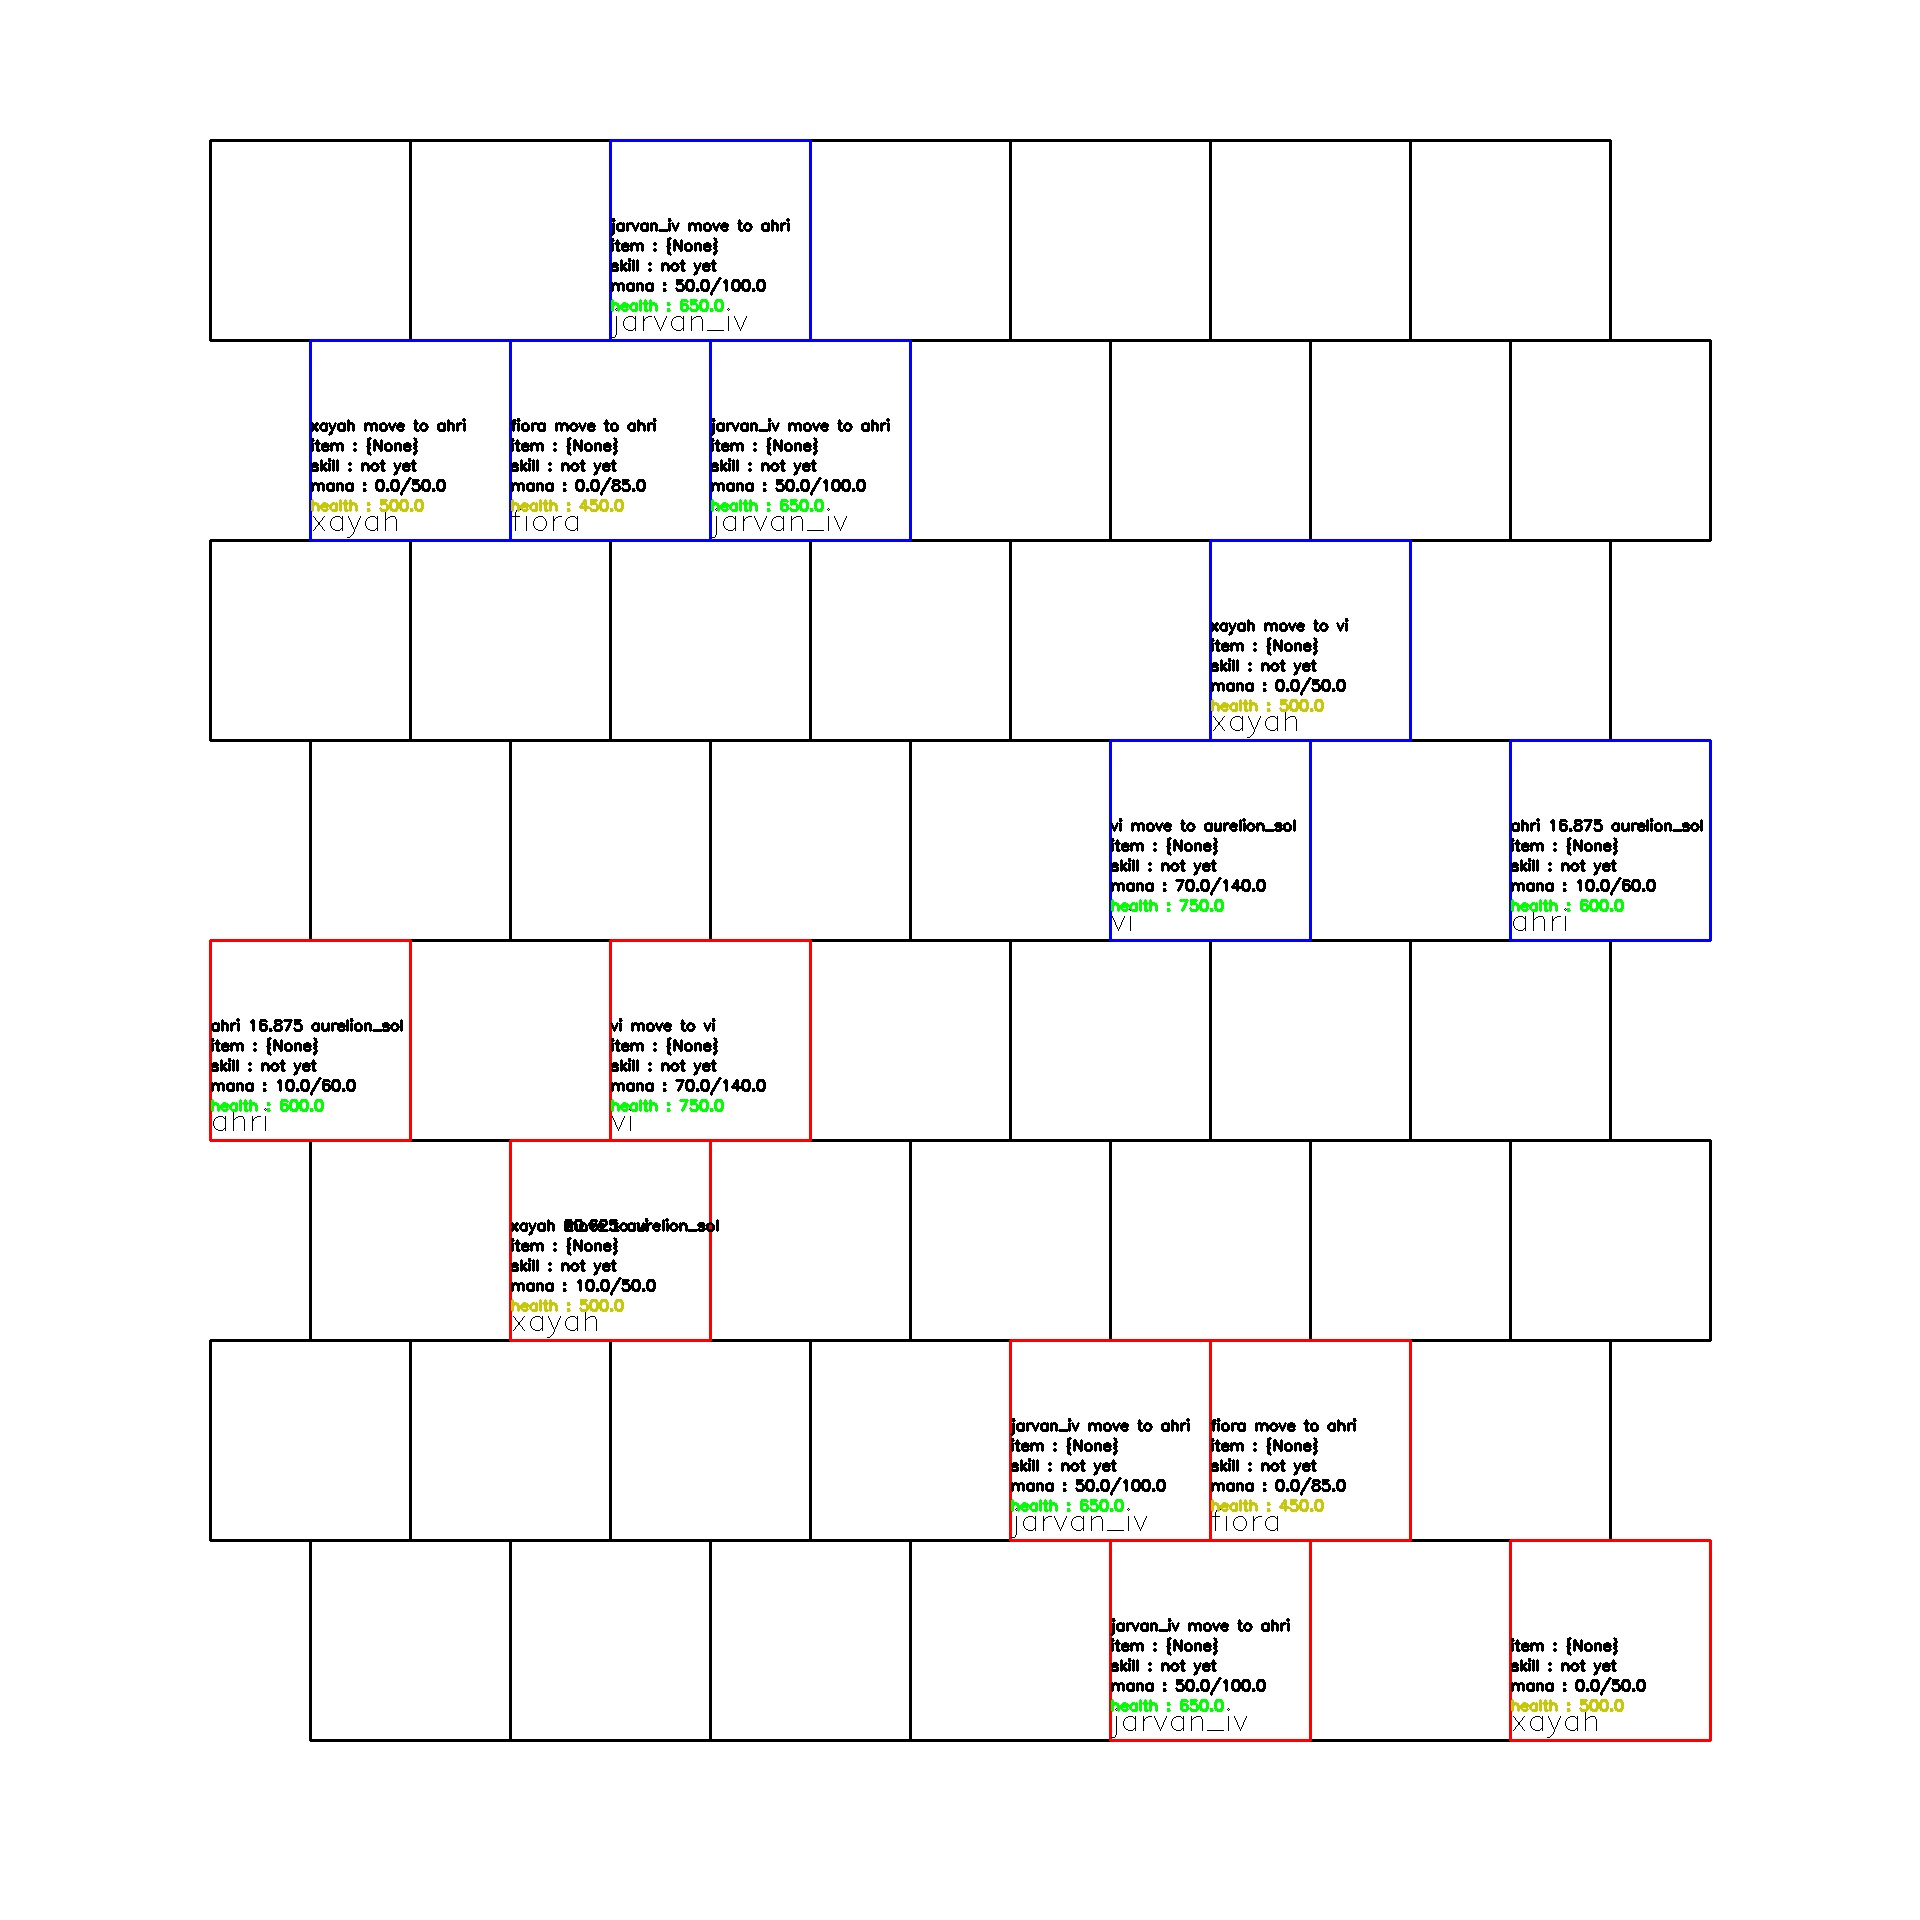 jarvan_iv move to ahri
item : {None}
skill : not yet
mana : 50.0/100.0
health : 650.0
jarvan_iv
xayah move to ahri
item : {None}
skill : not yet
mana : 0.0/50.0
health : 500.0
xayah
fiora move to ahri
item : {None}
skill : not yet
mana : 0.0/85.0
health : 450.0
fiora
jarvan_iv move to ahri
item : {None}
skill : not yet
mana : 50.0/100.0
health : 650.0
jarvan_iv
xayah move to vi
item : {None}
skill : not yet
mana : 0.0/50.0
health : 500.0
xayah
vi move to aurelion_sol
item : {None}
skill : not yet
mana : 70.0/140.0
health : 750.0
vi
ahri 16.875 aurelion_sol
item : {None}
skill : not yet
mana : 10.0/60.0
health : 600.0
ahri
ahri 16.875 aurelion_sol
item : {None}
skill : not yet
mana : 10.0/60.0
health : 600.0
ahri
vi move to vi
item : {None}
skill : not yet
mana : 70.0/140.0
health : 750.0
vi
xayah aurelion_sol
item : {None}
skill : not yet
mana : 10.0/50.0
health : 500.0
xayah
jarvan_iv move to ahri
item : {None}
skill : not yet
mana : 50.0/100.0
health : 650.0
jarvan_iv
fiora move to ahri
item : {None}
skill : not yet
mana : 0.0/85.0
health : 450.0
fiora
jarvan_iv move to ahri
item : {None}
skill : not yet
mana : 50.0/100.0
health : 650.0
jarvan_iv
item : {None}
skill : not yet
mana : 0.0/50.0
health : 500.0
xayah